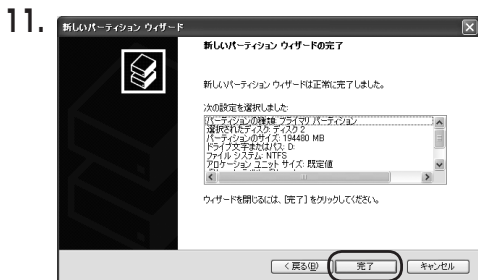 11.
新しいパーティション ウィザード
新しいパーティション ウィザードの完了
新しいパーティション ウィザードは正常に完了しました。
次の設定を選択しました:
パーティションの種類: プライマリ パーティション
選択されたディスク: ディスク 2
パーティションのサイズ: 194480 MB
ドライブ文字またはパス: D:
ファイル システム: NTFS
アロケーション ユニット サイズ: 既定値
ウィザードを閉じるには、[完了] をクリックしてください。
< 戻る(B)
完了
キャンセル